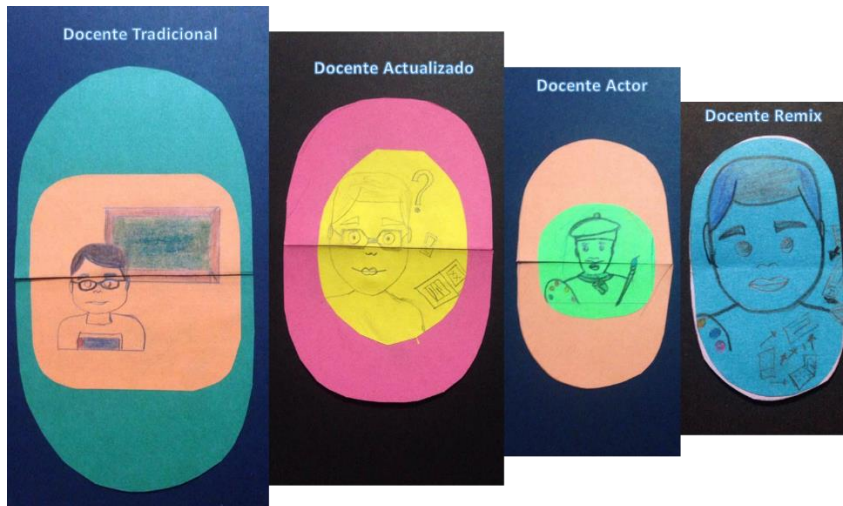 Docente Tradicional
Docente Actualizado
Docente Actor
Docente Remix
?